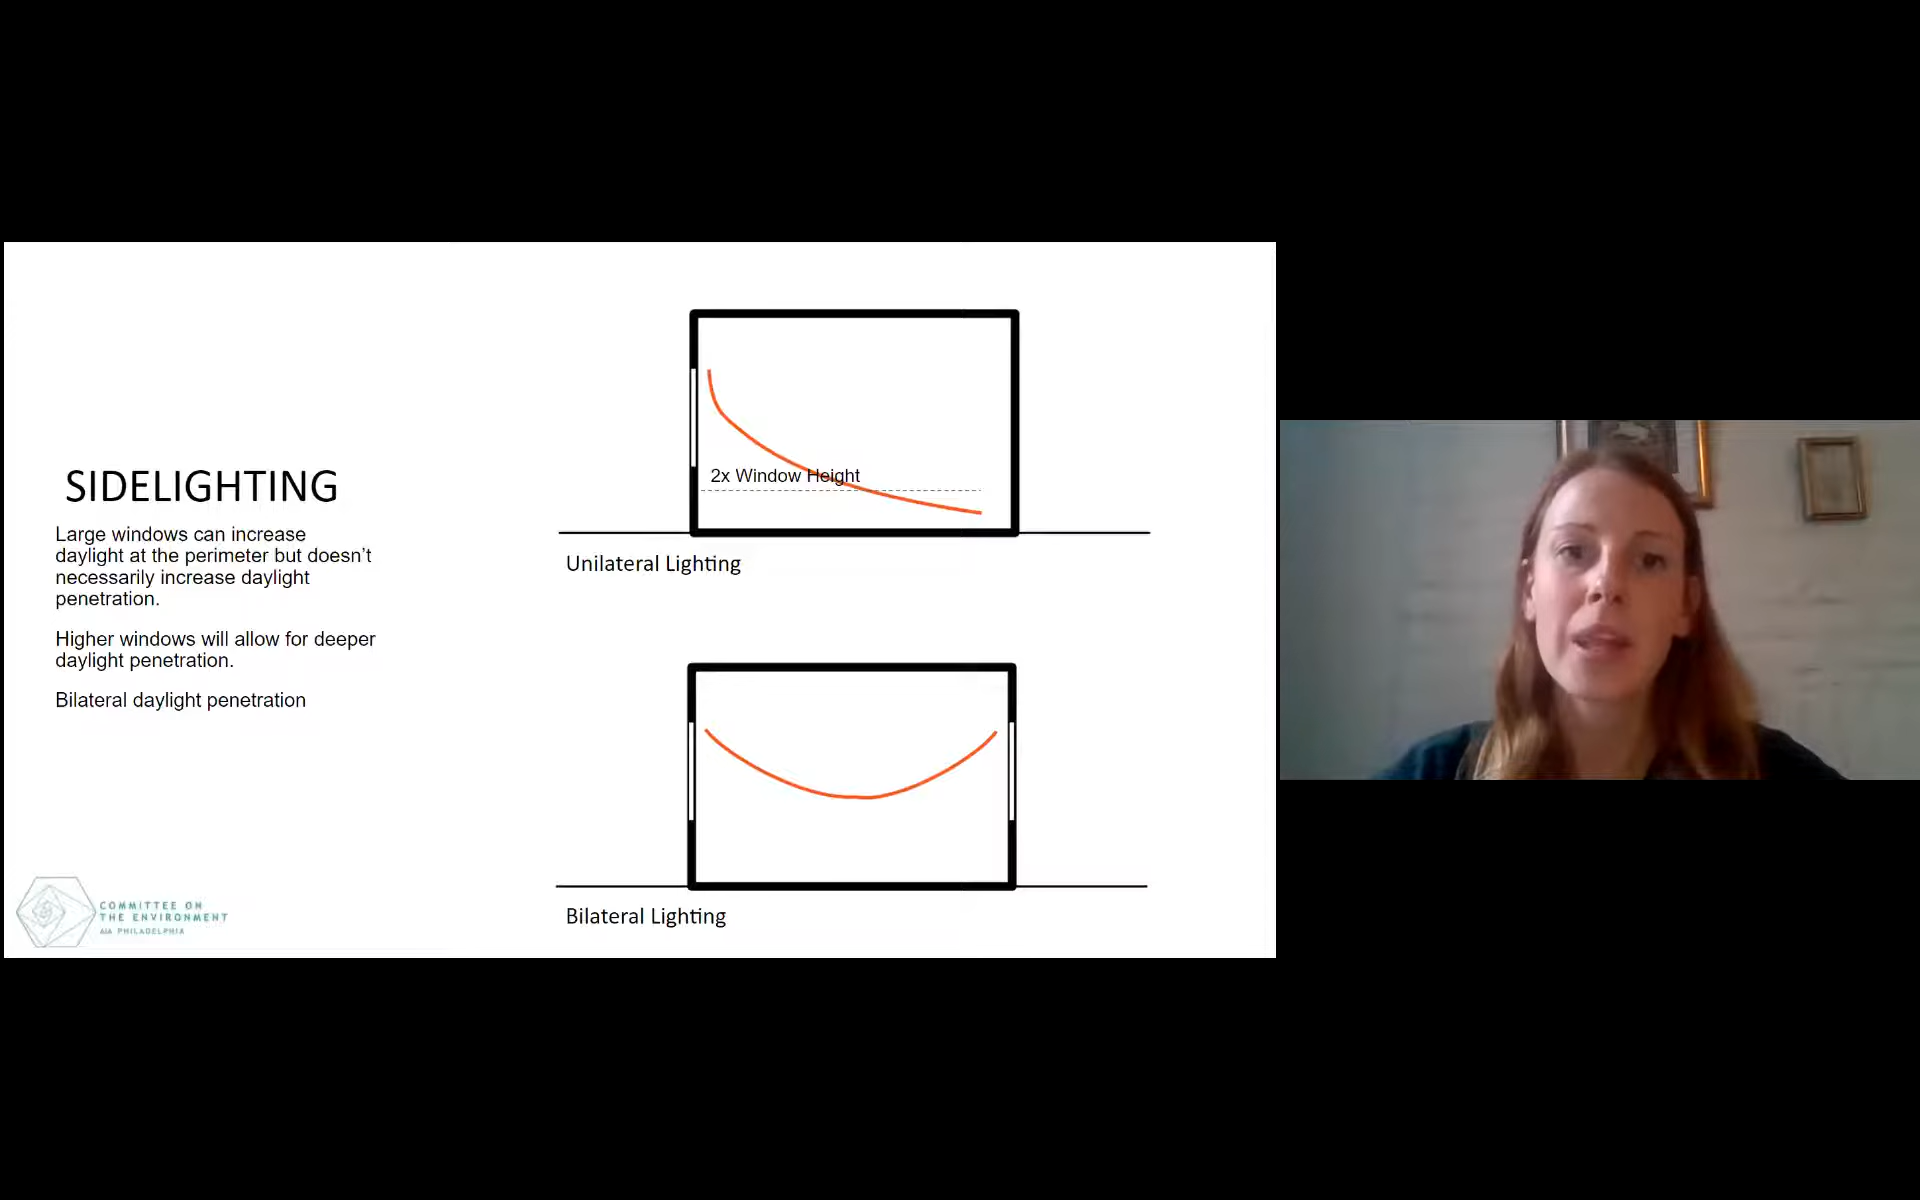 SIDELIGHTING
Large windows can increase
daylight at the perimeter but doesn’t
necessarily increase daylight
penetration.
Higher windows will allow for deeper
daylight penetration.
Bilateral daylight penetration
2x Window Height
Unilateral Lighting
Bilateral Lighting
COMMITTEE ON
THE ENVIRONMENT
AIA PHILADELPHIA